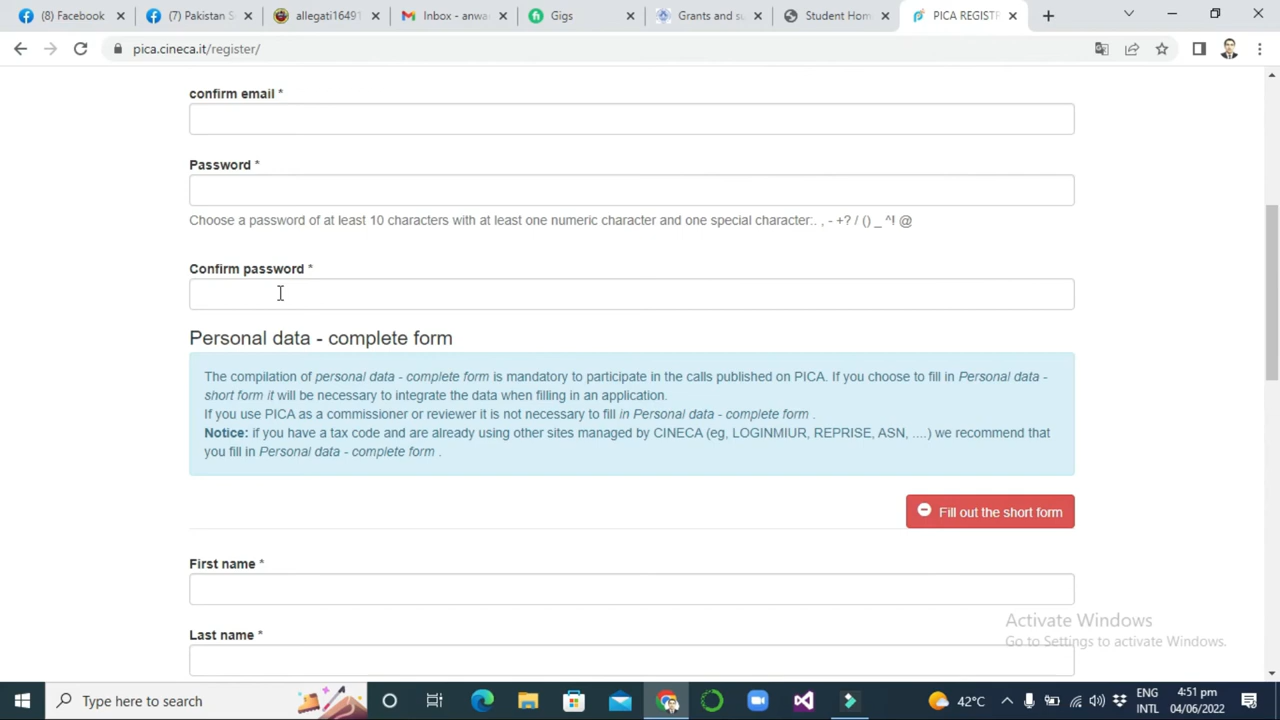 (8) Facebook
(7) Pakistan S
allegati16491
Inbox - anwa
Gigs
Grants and su
Student Hom
PICA REGISTR
pica.cineca.it/register/
confirm email *
Password *
Choose a password of at least 10 characters with at least one numeric character and one special character:. , - +? / () _ ^! @
Confirm password *
Personal data - complete form
The compilation of personal data - complete form is mandatory to participate in the calls published on PICA. If you choose to fill in Personal data -
short form it will be necessary to integrate the data when filling in an application.
If you use PICA as a commissioner or reviewer it is not necessary to fill in Personal data - complete form .
Notice: if you have a tax code and are already using other sites managed by CINECA (eg, LOGINMIUR, REPRISE, ASN, ....) we recommend that
you fill in Personal data - complete form .
Fill out the short form
First name *
Last name *
Activate Windows
Go to Settings to activate Windows.
Type here to search
42°C
ENG
INTL
4:51 pm
04/06/2022